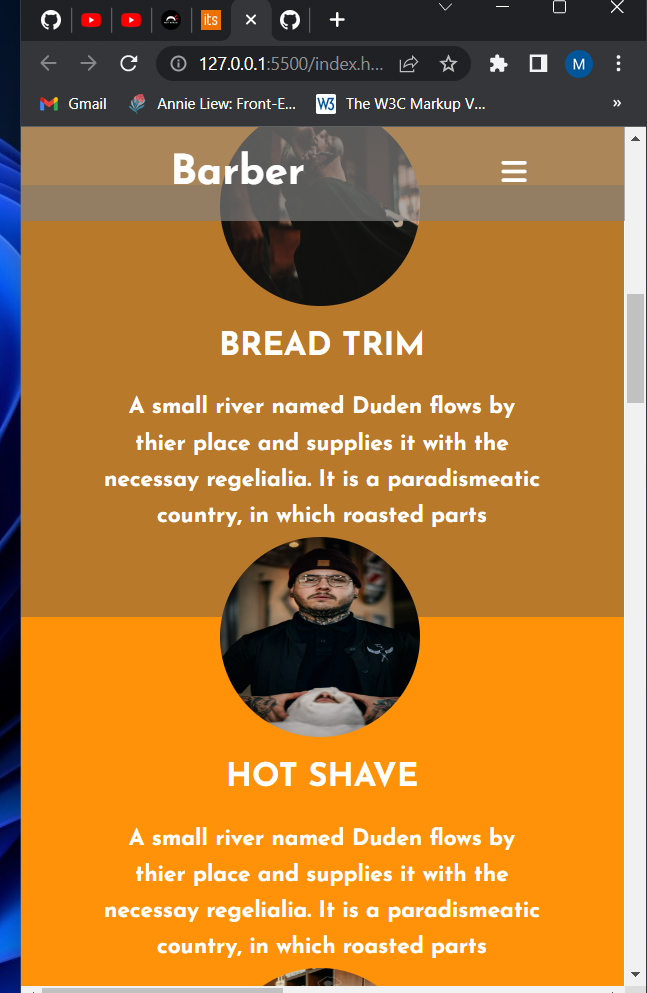 its
127.0.0.1:5500/index.h...
M
Gmail
Annie Liew: Front-E...
W3
The W3C Markup V...
»
Barber
BREAD TRIM
A small river named Duden flows by
thier place and supplies it with the
necessay regelialia. It is a paradismeatic
country, in which roasted parts
HOT SHAVE
A small river named Duden flows by
thier place and supplies it with the
necessay regelialia. It is a paradismeatic
country, in which roasted parts